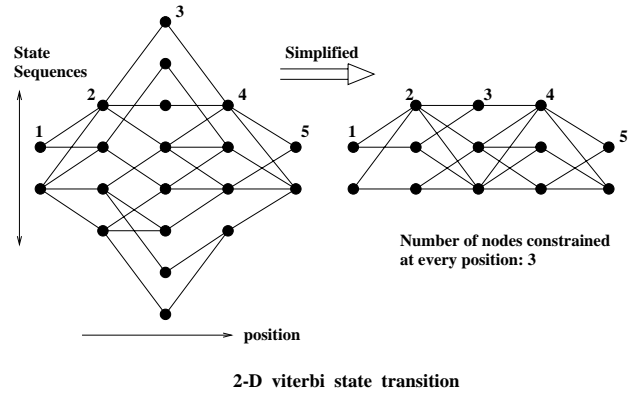 3
State
Sequences
Simplified
2
4
2
3
4
1
5
1
5
Number of nodes constrained
at every position: 3
position
2-D viterbi state transition